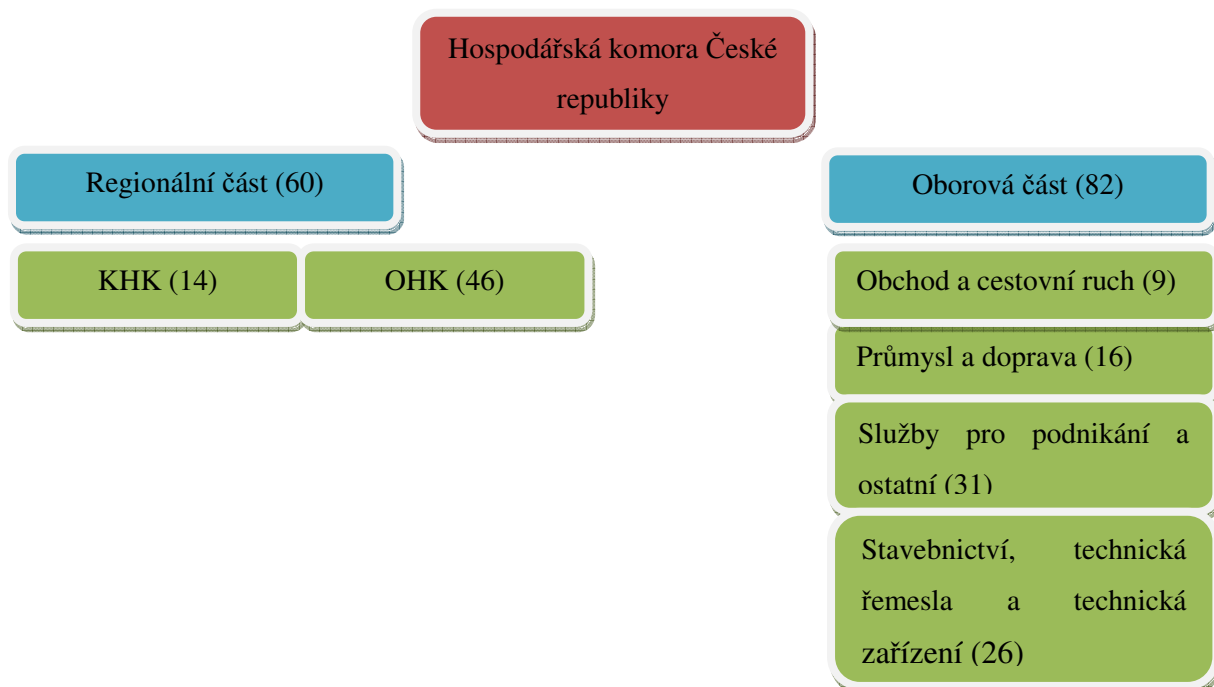 Hospodářská komora České
republiky
Regionální část (60)
Oborová část (82)
KHK (14)
OHK (46)
Obchod a cestovní ruch (9)
Průmysl a doprava (16)
Služby pro podnikání a
ostatní (31)
Stavebnictví, technická
řemesla a technická
zařízení (26)